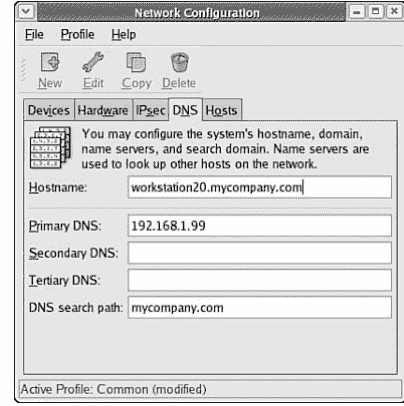 Network Configuration
File Profile Help
New Edit Copy Delete
Devices Hardware IPsec DNS Hosts
You may configure the system's hostname, domain,
name servers, and search domain. Name servers are
used to look up other hosts on the network.
Hostname: workstation20.mycompany.com
Primary DNS: 192.168.1.99
Secondary DNS:
Tertiary DNS:
DNS search path: mycompany.com
Active Profile: Common (modified)